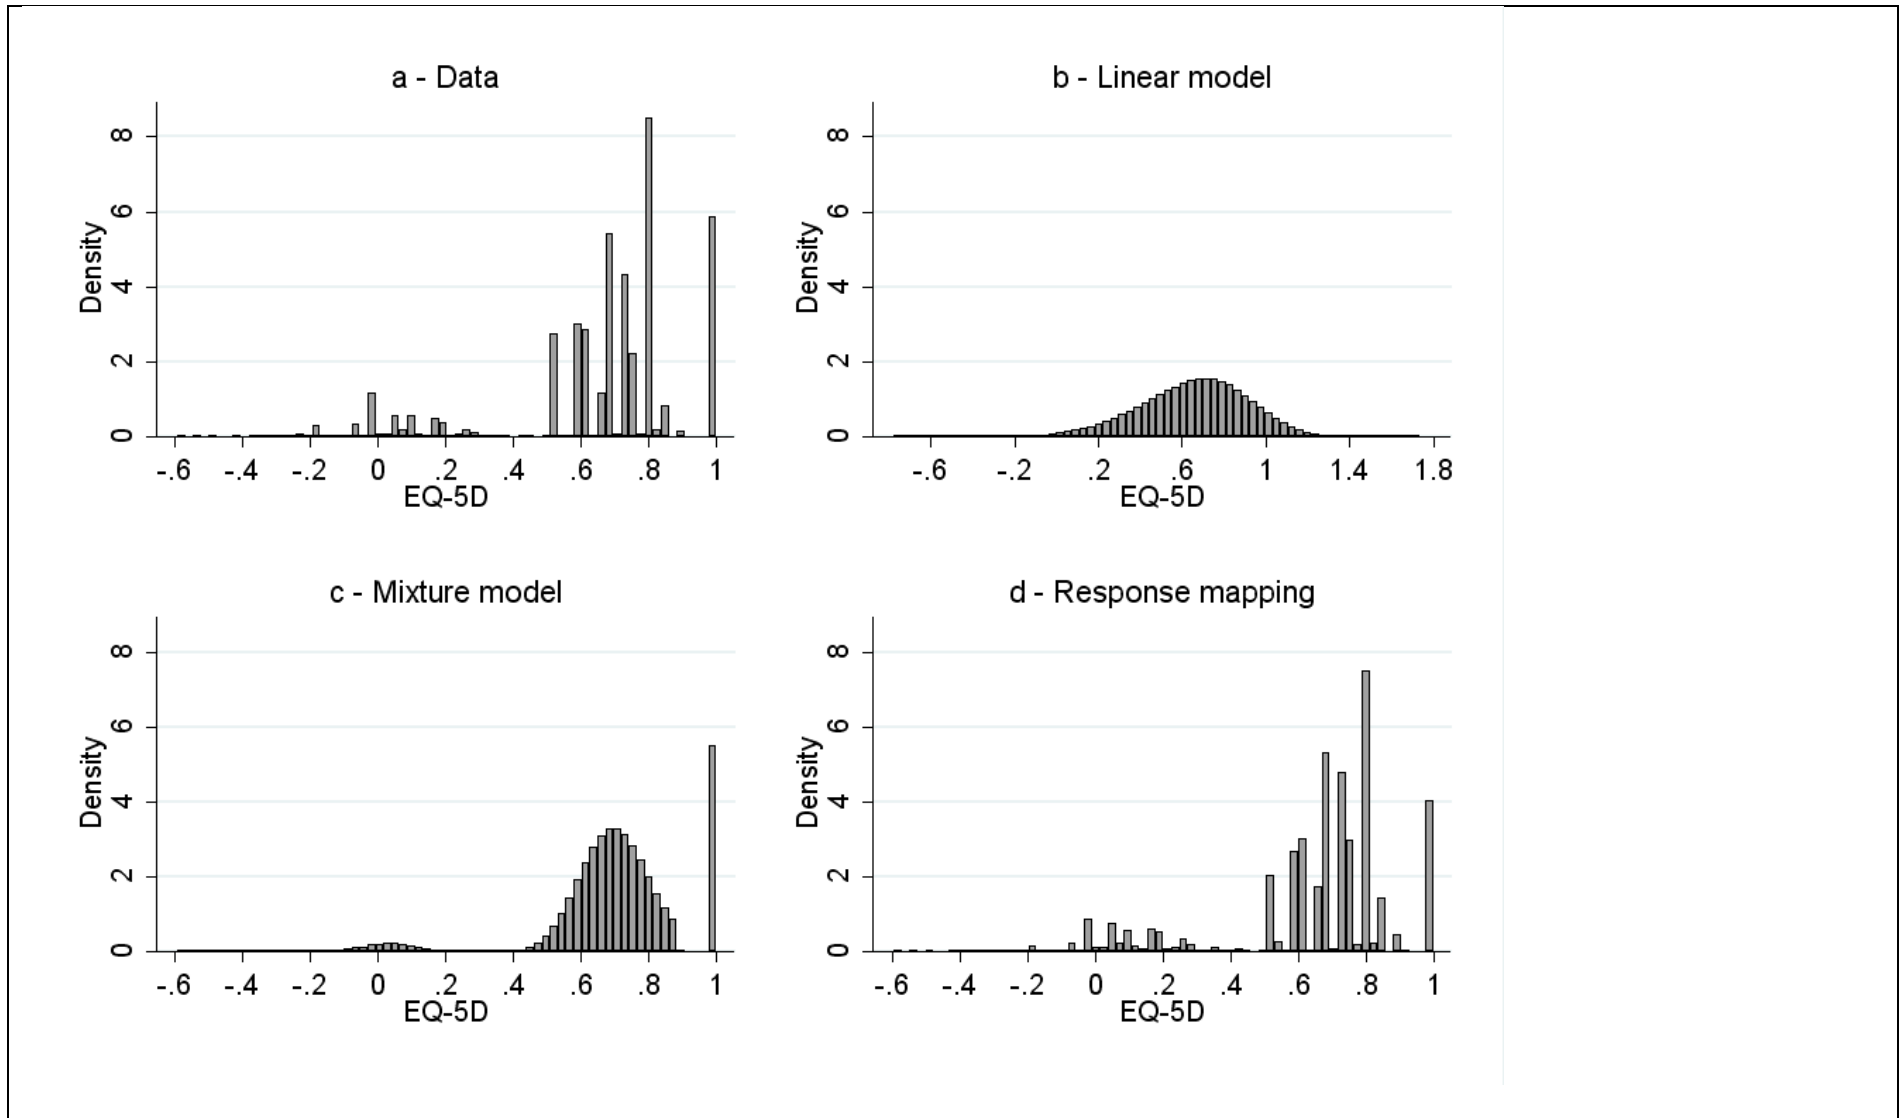 a - Data
8
6
4
2
0
Density
-.6 -.4 -.2 0 .2 .4 .6 .8 1
EQ-5D
b - Linear model
8
6
4
2
0
Density
-.6 -.2 .2 .6 1 1.4 1.8
EQ-5D
c - Mixture model
8
6
4
2
0
Density
-.6 -.4 -.2 0 .2 .4 .6 .8 1
EQ-5D
d - Response mapping
8
6
4
2
0
Density
-.6 -.4 -.2 0 .2 .4 .6 .8 1
EQ-5D